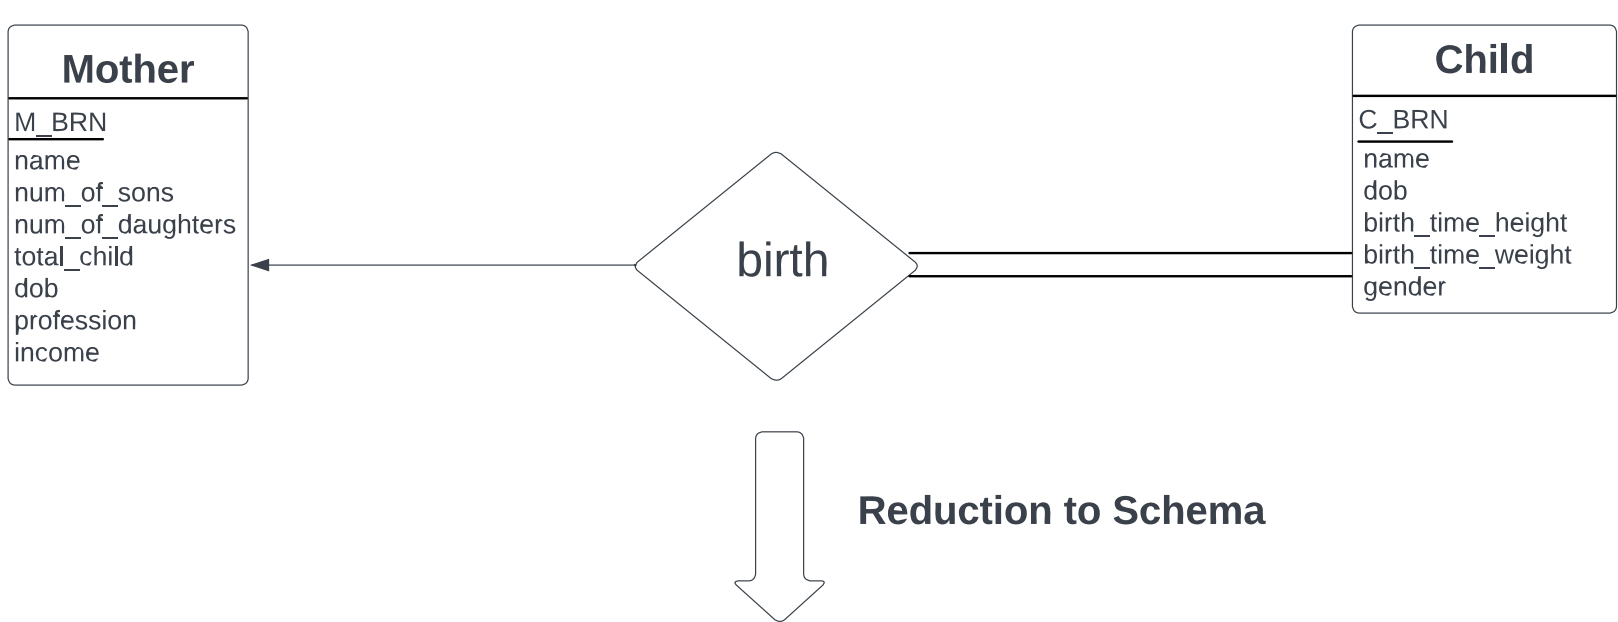 Mother
M_BRN
name
num_of_sons
num_of_daughters
total_child
dob
profession
income
birth
Child
C_BRN
name
dob
birth_time_height
birth_time_weight
gender
Reduction to Schema